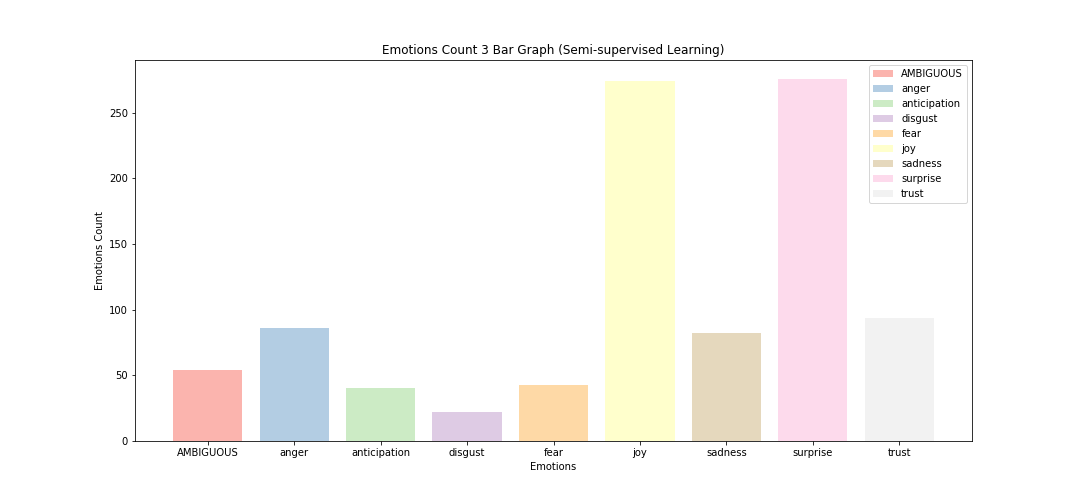 Emotions Count 3 Bar Graph (Semi-supervised Learning)
AMBIGUOUS
anger
anticipation
disgust
fear
joy
sadness
surprise
trust
250
200
150
100
50
0
Emotions Count
AMBIGUOUS anger anticipation disgust fear joy sadness surprise trust
Emotions